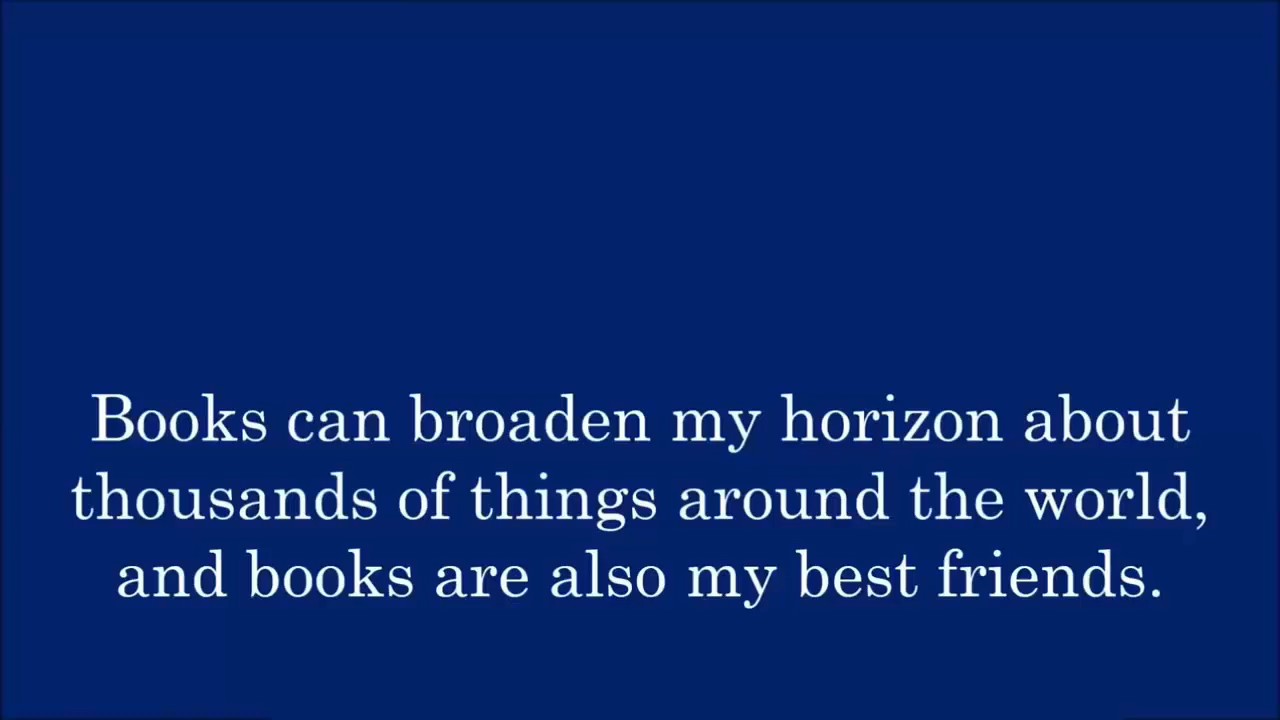 Books can broaden my horizon about
thousands of things around the world,
and books are also my best friends.